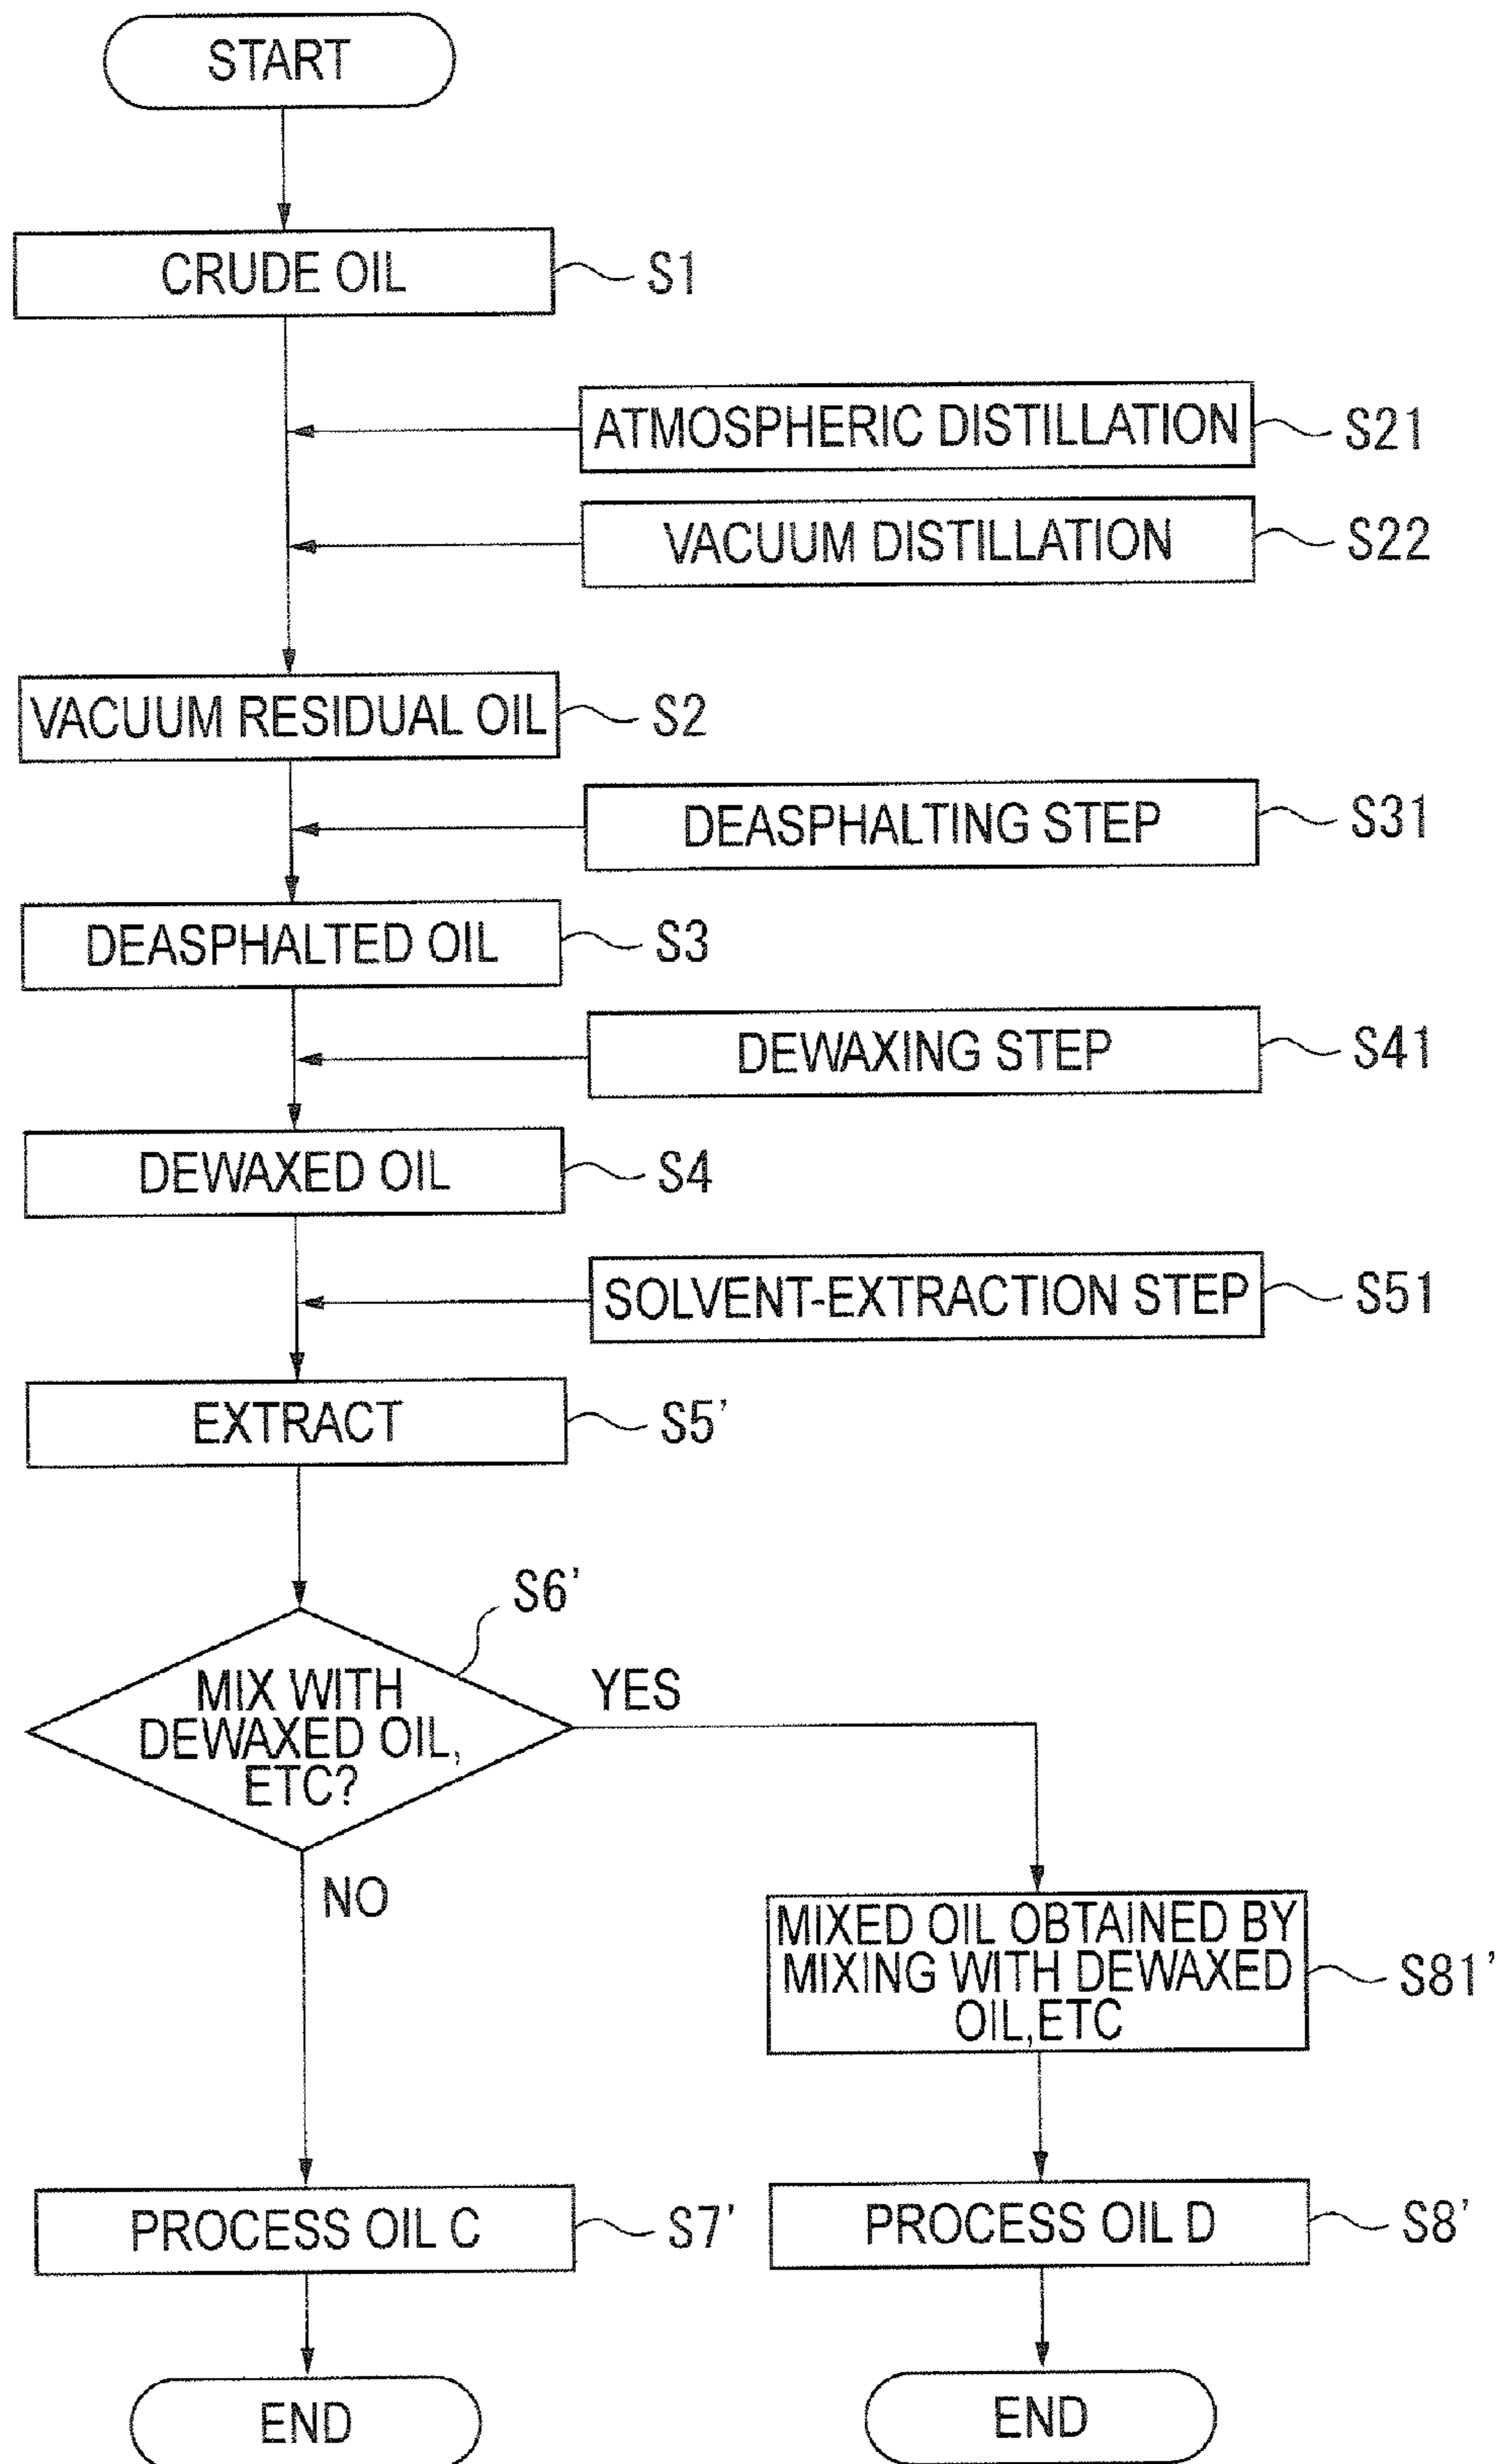 START
CRUDE OIL
S1
ATMOSPHERIC DISTILLATION
S21
VACUUM DISTILLATION
S22
VACUUM RESIDUAL OIL
S2
DEASPHALTING STEP
S31
DEASPHALTED OIL
S3
DEWAXING STEP
S41
DEWAXED OIL
S4
SOLVENT-EXTRACTION STEP
S51
EXTRACT
S5'
S6'
MIX WITH
DEWAXED OIL,
ETC?
YES
NO
MIXED OIL OBTAINED BY
MIXING WITH DEWAXED
OIL,ETC
S81'
PROCESS OIL C
S7'
PROCESS OIL D
S8'
END
END